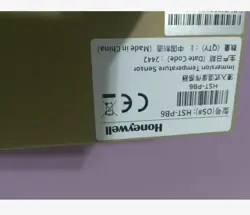 Honeywell
型号(OS#): HST-PB6
HST-PB6
浸入式温度传感器
Immersion Temperature Sensor
生产日期 (Date Code) : 2442
数量 (QTY) : 1 中国制造 (Made in China)